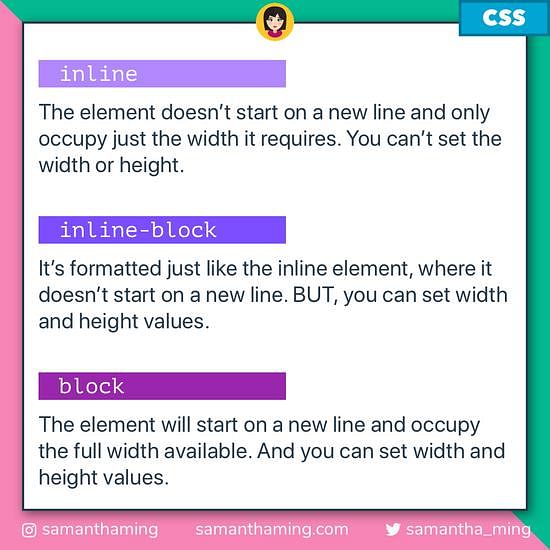 CSS
inline
The element doesn’t start on a new line and only
occupy just the width it requires. You can’t set the
width or height.
inline-block
It’s formatted just like the inline element, where it
doesn’t start on a new line. BUT, you can set width
and height values.
block
The element will start on a new line and occupy
the full width available. And you can set width and
height values.
samanthaming samanthaming.com samantha_ming